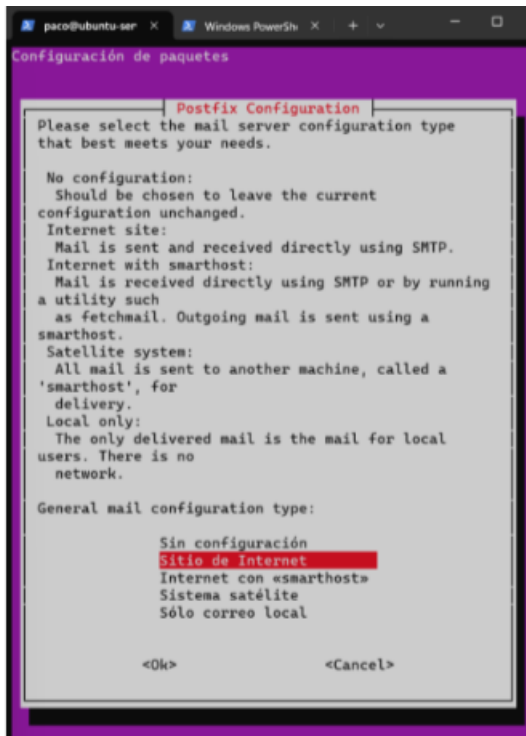 paco@ubuntu-ser
Windows PowerSh
Configuración de paquetes
Postfix Configuration
Please select the mail server configuration type
that best meets your needs.
No configuration:
Should be chosen to leave the current
configuration unchanged.
Internet site:
Mail is sent and received directly using SMTP.
Internet with smarthost:
Mail is received directly using SMTP or by running
a utility such
as fetchmail. Outgoing mail is sent using a
smarthost.
Satellite system:
All mail is sent to another machine, called a
'smarthost', for
delivery.
Local only:
The only delivered mail is the mail for local
users. There is no
network.
General mail configuration type:
Sin configuración
Sitio de Internet
Internet con «smarthost»
Sistema satélite
Sólo correo local
<Ok> <Cancel>